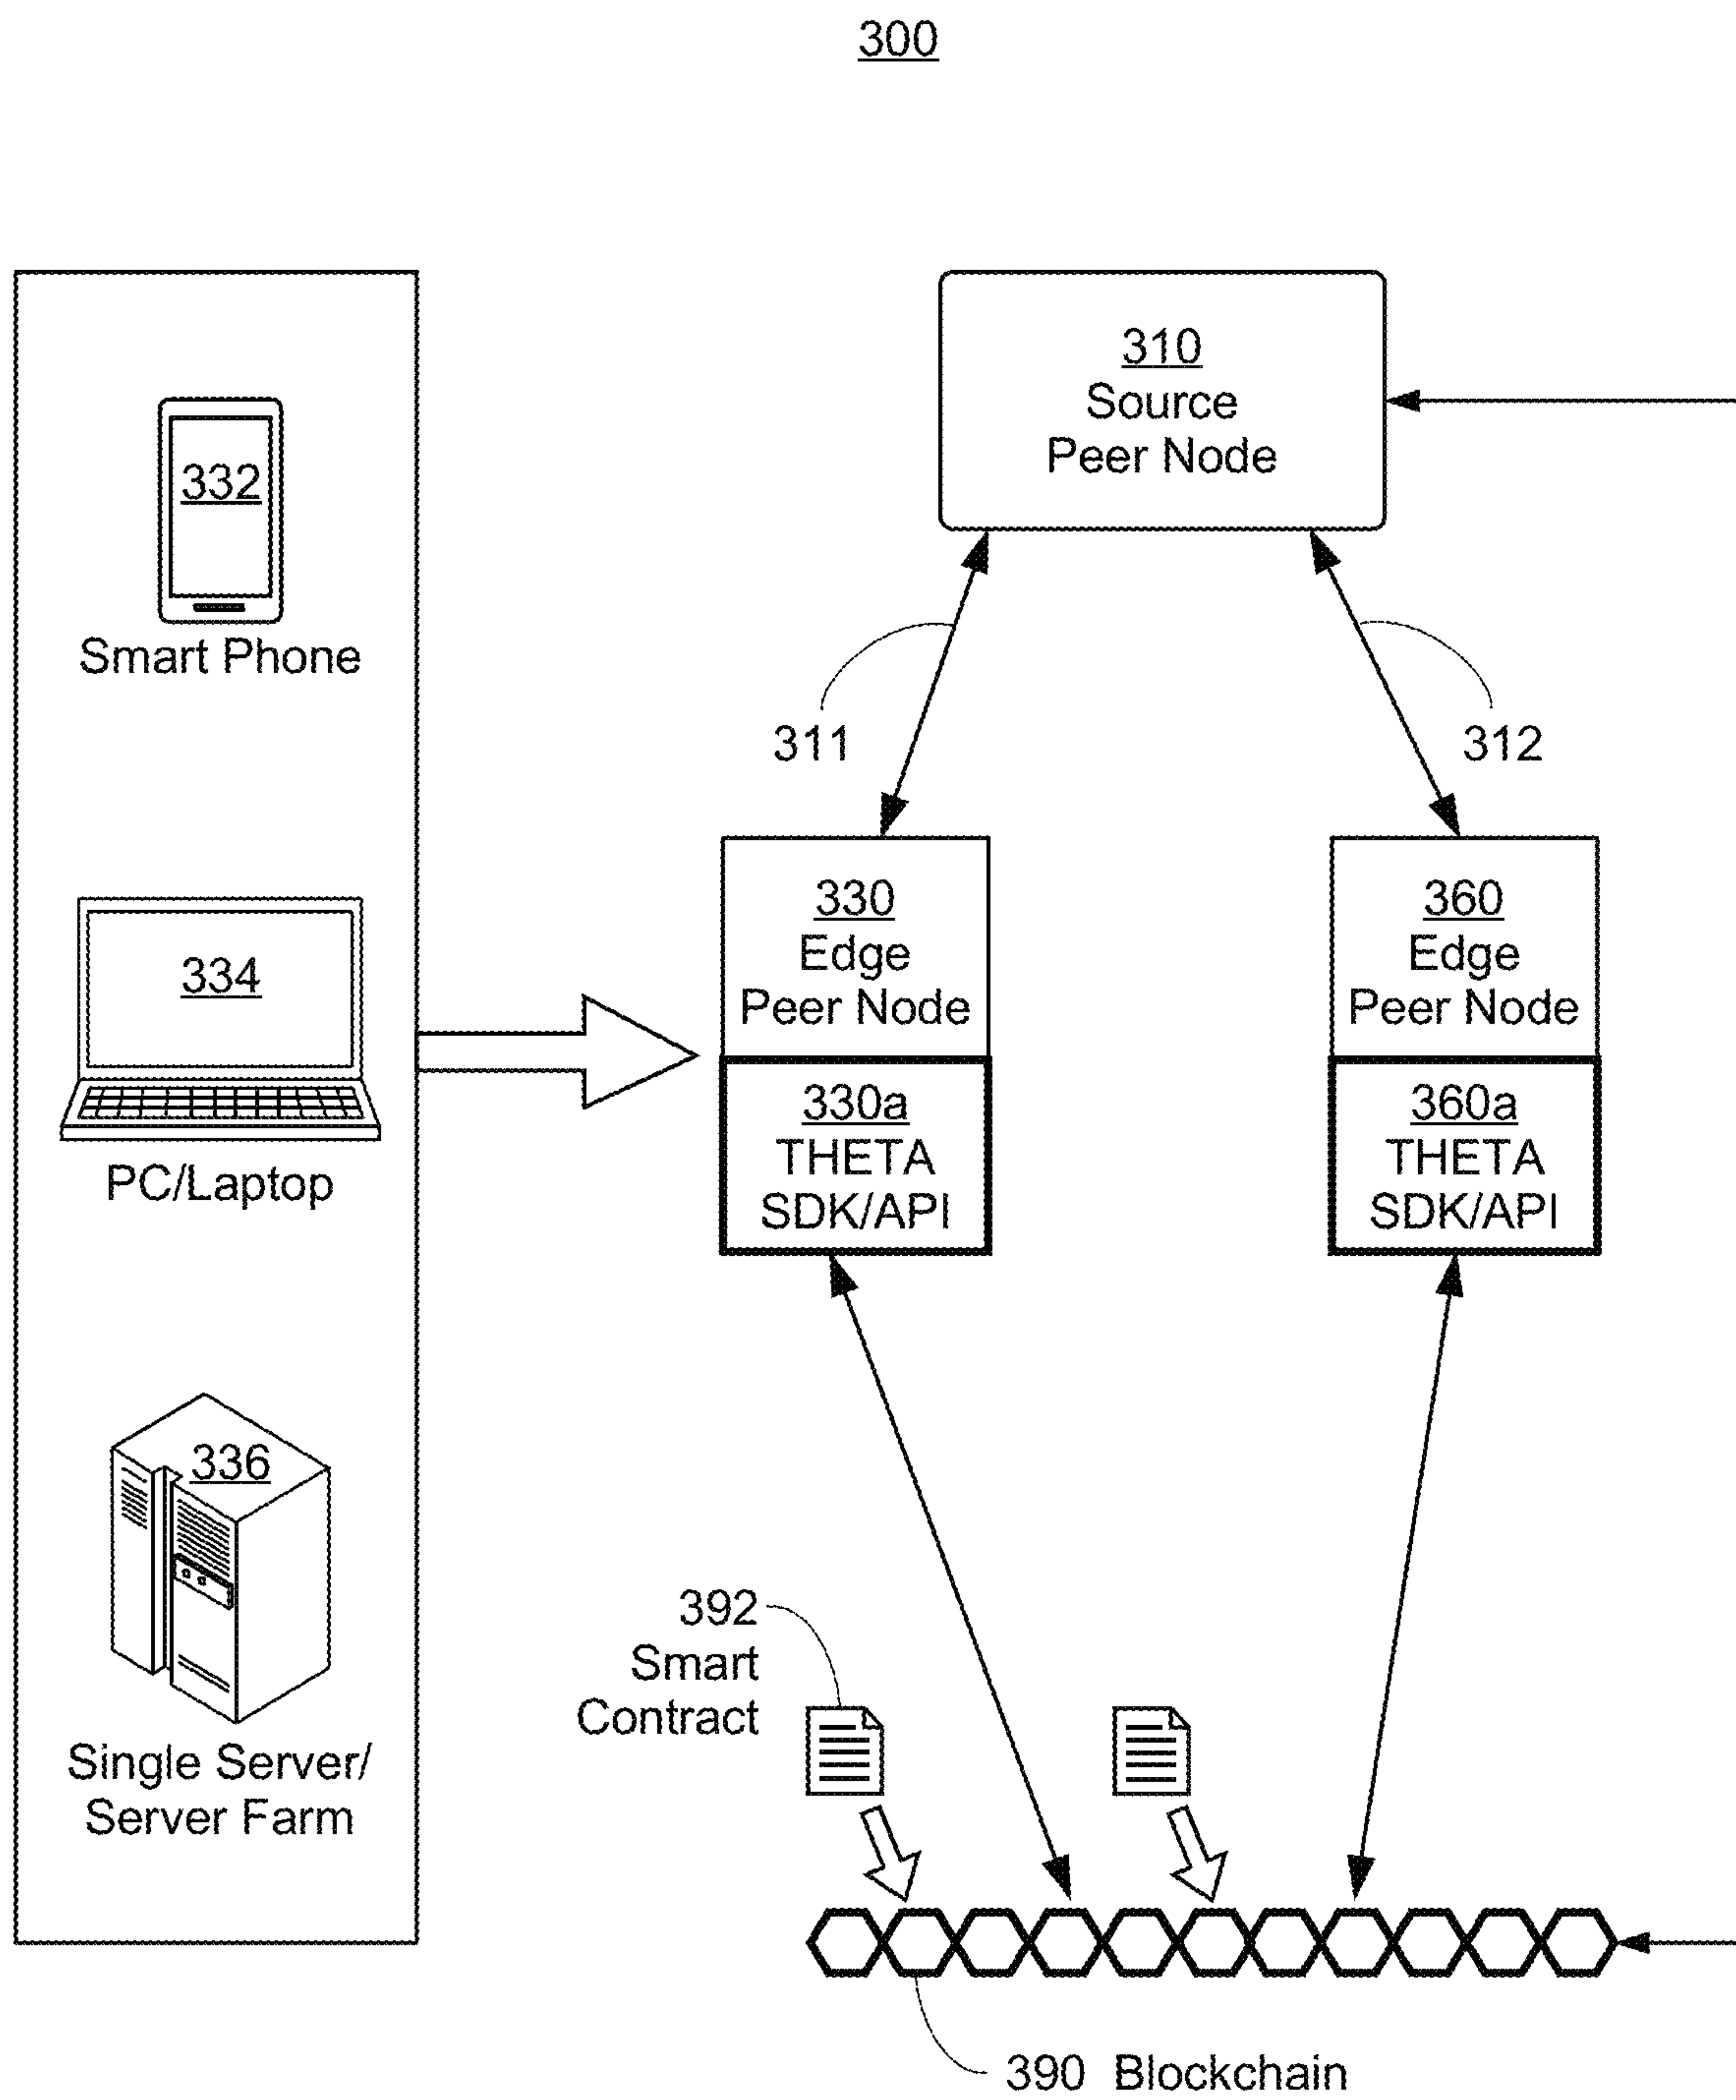 300
332
Smart Phone
334
PC/Laptop
336
Single Server/
Server Farm
310
Source
Peer Node
311
312
330
Edge
Peer Node
330a
THETA
SDK/API
360
Edge
Peer Node
360a
THETA
SDK/API
392
Smart
Contract
390 Blockchain